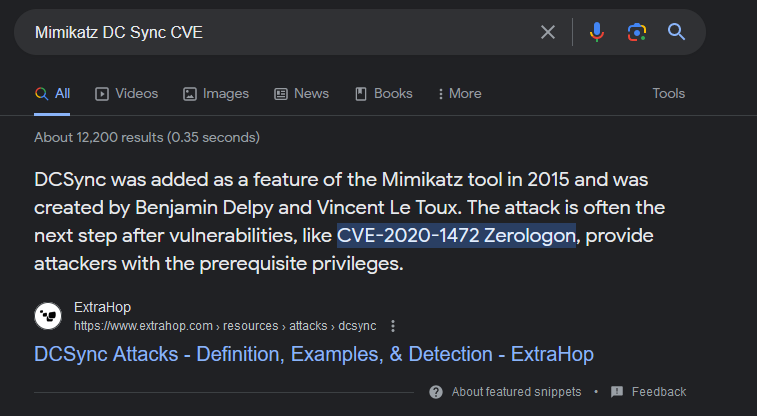 Mimikatz DC Sync CVE
All
Videos
Images
News
Books
More
Tools
About 12,200 results (0.35 seconds)
DCSync was added as a feature of the Mimikatz tool in 2015 and was
created by Benjamin Delpy and Vincent Le Toux. The attack is often the
next step after vulnerabilities, like CVE-2020-1472 Zerologon, provide
attackers with the prerequisite privileges.
ExtraHop
https://www.extrahop.com › resources › attacks › dcsync
DCSync Attacks - Definition, Examples, & Detection - ExtraHop
About featured snippets • Feedback